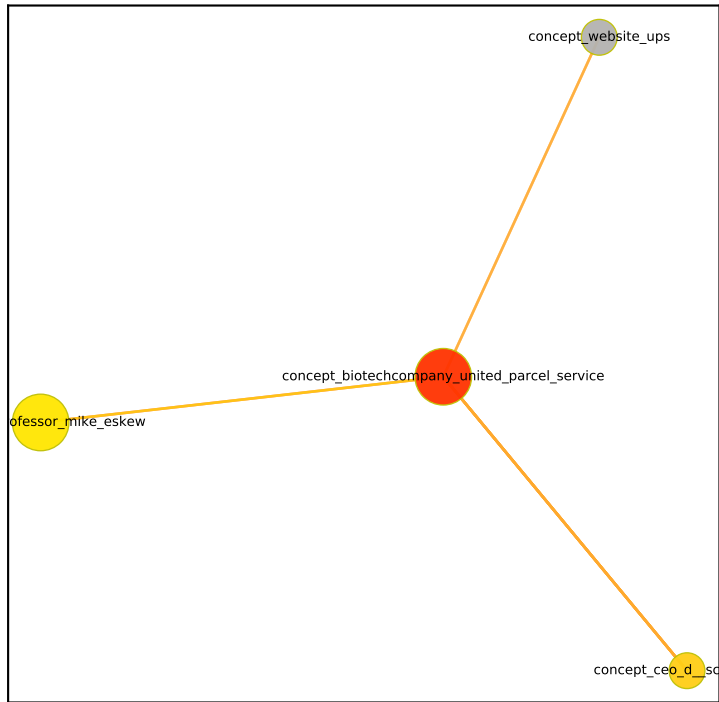 concept_website_ups
concept_biotechcompany_united_parcel_service
ofessor_mike_eskew
concept_ceo_d__sc